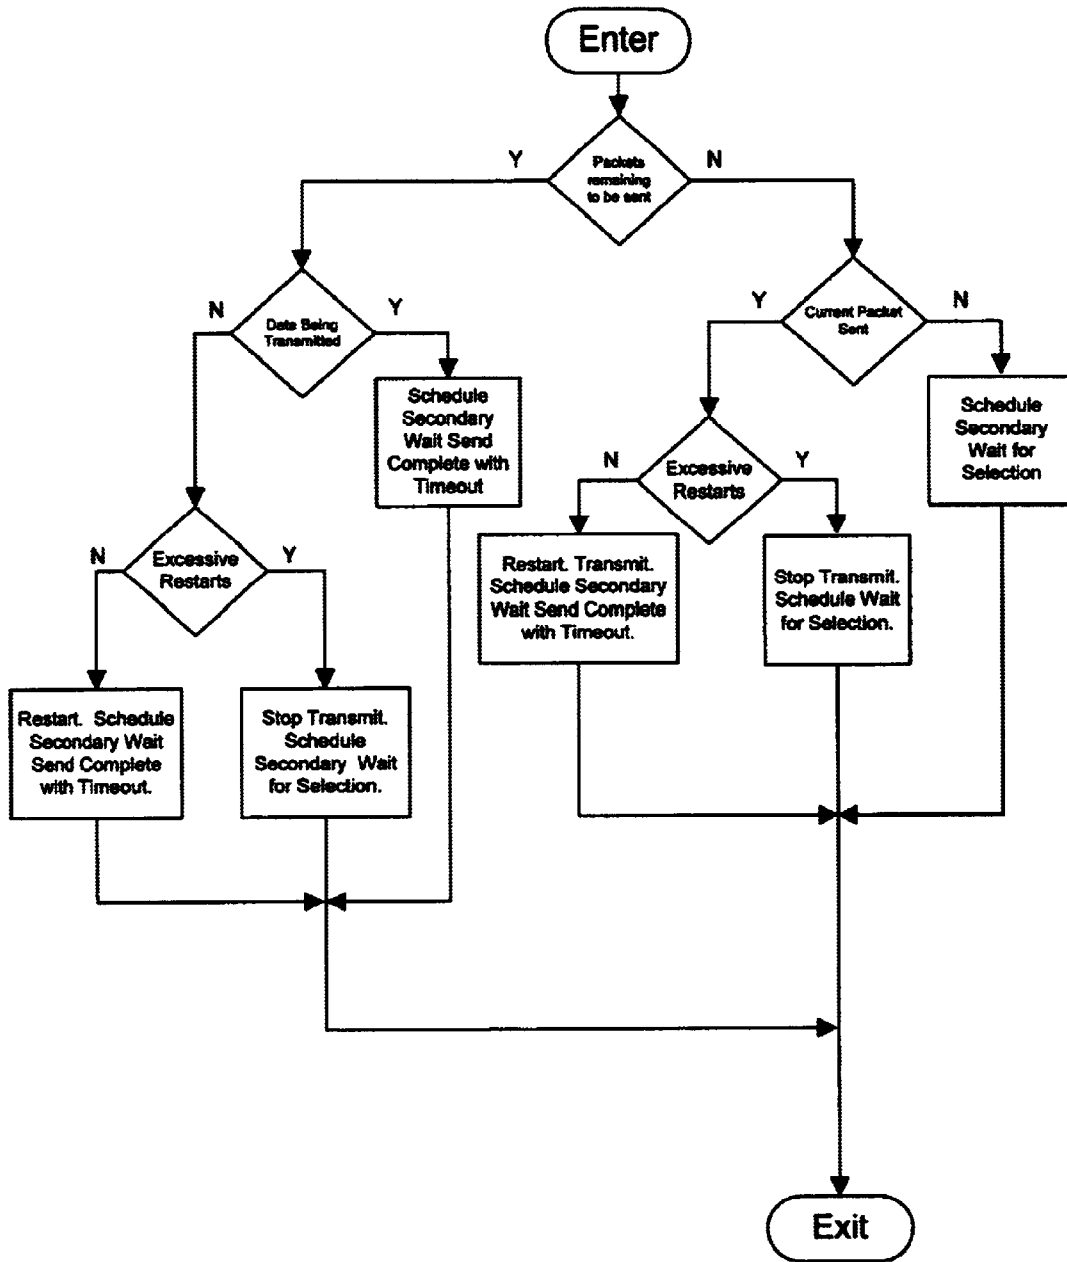 Enter
Packets
remaining
to be sent
Y
N
Data Being
Transmitted
N
Y
Current Packet
Sent
Y
N
Schedule
Secondary
Wait Send
Complete with
Timeout
Schedule
Secondary
Wait for
Selection
Excessive
Restarts
N
Y
Excessive
Restarts
N
Y
Restart. Transmit.
Schedule Secondary
Wait Send Complete
with Timeout.
Stop Transmit.
Schedule Wait
for Selection.
Restart. Schedule
Secondary Wait
Send Complete
with Timeout.
Stop Transmit.
Schedule
Secondary Wait
for Selection.
Exit